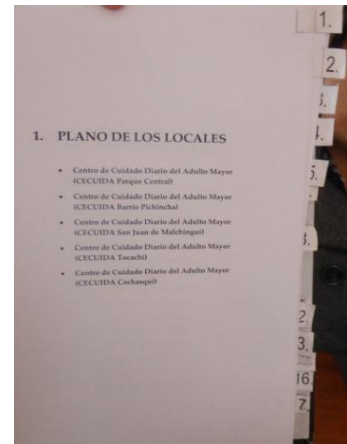 1.
2.
3.
1. PLANO DE LOS LOCALES
5.
• Centro de Cuidado Diario del Adulto Mayor
(CECUIDA Parque Central)
• Centro de Cuidado Diario del Adulto Mayor
(CECUIDA Barrio Pichincha)
• Centro de Cuidado Diario del Adulto Mayor
(CECUIDA San Juan de Malchingui)
• Centro de Cuidado Diario del Adulto Mayor
(CECUIDA Tocachi)
• Centro de Cuidado Diario del Adulto Mayor
(CECUIDA Cochasqui)
2.
3.
16.
7.